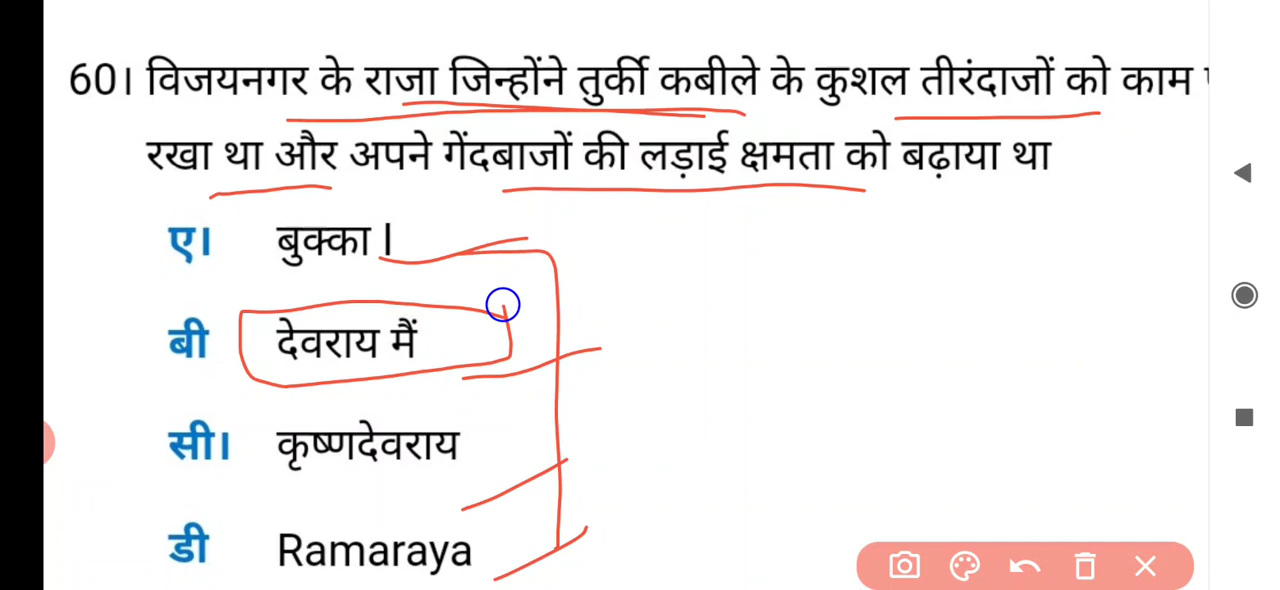 60। विजयनगर के राजा जिन्होंने तुर्की कबीले के कुशल तीरंदाजों को काम
रखा था और अपने गेंदबाजों की लड़ाई क्षमता को बढ़ाया था
ए। बुक्का I
बी देवराय मैं
सी। कृष्णदेवराय
डी Ramaraya